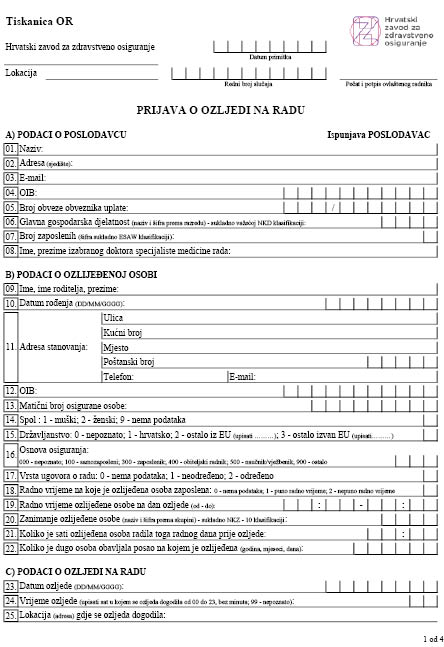 Tiskanica OR
Hrvatski
zavod za
zdravstveno
osiguranje
Hrvatski zavod za zdravstveno osiguranje
Datum primitka
Lokacija
Redni broj slučaja
Pečat i potpis ovlaštenog radnika
PRIJAVA O OZLJEDI NA RADU
A) PODACI O POSLODAVCU Ispunjava POSLODAVAC
01. Naziv:
02. Adresa (sjedište):
03. E-mail:
04. OIB:
05. Broj obveze obveznika uplate: /
06. Glavna gospodarska djelatnost (naziv i šifra prema razredu) - sukladno važećoj NKD klasifikaciji:
07. Broj zaposlenih (šifra sukladno ESAW klasifikaciji):
08. Ime, prezime izabranog doktora specijaliste medicine rada:
B) PODACI O OZLIJEĐENOJ OSOBI
09. Ime, ime roditelja, prezime:
10. Datum rođenja (DD/MM/GGGG):
11. Adresa stanovanja:
Ulica
Kućni broj
Mjesto
Poštanski broj
Telefon: E-mail:
12. OIB:
13. Matični broj osigurane osobe:
14. Spol : 1 - muški; 2 - ženski; 9 - nema podataka
15. Državljanstvo: 0 - nepoznato; 1 - hrvatsko; 2 - ostalo iz EU (upisati ..........); 3 - ostalo izvan EU (upisati.........)
16. Osnova osiguranja:
000 - nepoznato; 100 - samozaposleni; 300 - zaposlenik; 400 - obiteljski radnik; 500 - naučnik/vježbenik; 900 - ostalo
17. Vrsta ugovora o radu: 0 - nema podataka; 1 - neodređeno; 2 - određeno
18. Radno vrijeme na koje je ozlijeđena osoba zaposlena: 0 - nema podataka; 1 - puno radno vrijeme; 2 - nepuno radno vrijeme
19. Radno vrijeme ozlijeđene osobe na dan ozljede (od - do): : - :
20. Zanimanje ozlijeđene osobe (naziv i šifra prema skupini) - sukladno NKZ - 10 klasifikaciji:
21. Koliko je sati ozlijeđena osoba radila toga radnog dana prije ozljede: :
22. Koliko je dugo osoba obavljala posao na kojem je ozlijeđena (godina, mjeseci, dana):
C) PODACI O OZLJEDI NA RADU
23. Datum ozljede (DD/MM/GGGG):
24. Vrijeme ozljede (upisati sat u kojem se ozljeda dogodila od 00 do 23, bez minuta; 99 - nepoznato):
25. Lokacija (adresa) gdje se ozljeda dogodila:
1 od 4